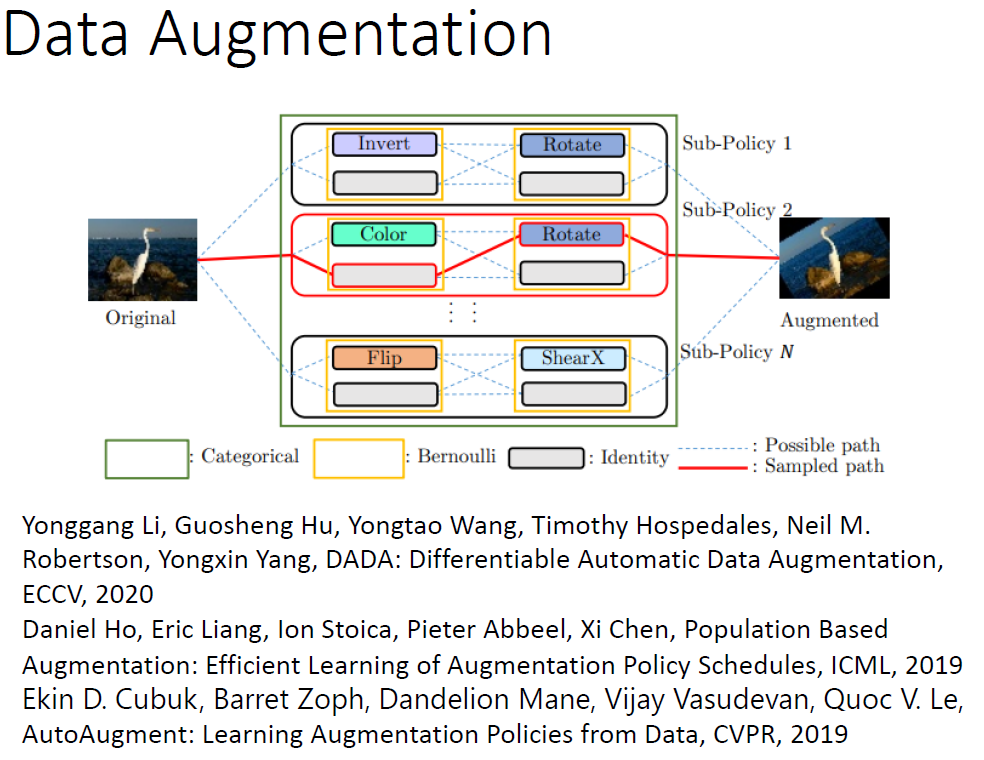 Data Augmentation
Invert
Rotate
Sub-Policy 1
Sub-Policy 2
Color
Rotate
Original
Augmented
Flip
ShearX
Sub-Policy N
: Categorical
: Bernoulli
: Identity
: Possible path
: Sampled path
Yonggang Li, Guosheng Hu, Yongtao Wang, Timothy Hospedales, Neil M.
Robertson, Yongxin Yang, DADA: Differentiable Automatic Data Augmentation,
ECCV, 2020
Daniel Ho, Eric Liang, Ion Stoica, Pieter Abbeel, Xi Chen, Population Based
Augmentation: Efficient Learning of Augmentation Policy Schedules, ICML, 2019
Ekin D. Cubuk, Barret Zoph, Dandelion Mane, Vijay Vasudevan, Quoc V. Le,
AutoAugment: Learning Augmentation Policies from Data, CVPR, 2019